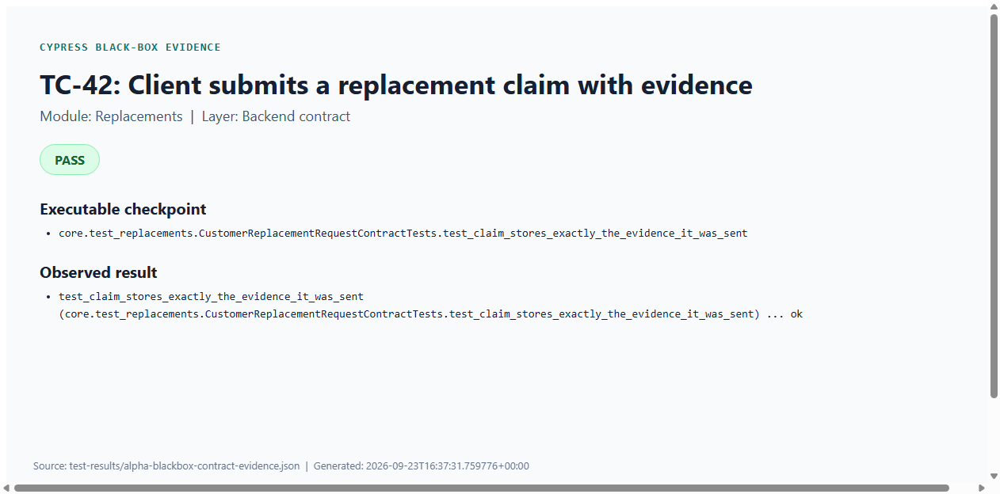 CYPRESS BLACK-BOX EVIDENCE
TC-42: Client submits a replacement claim with evidence
Module: Replacements | Layer: Backend contract
PASS
Executable checkpoint
• core.test_replacements.CustomerReplacementRequestContractTests.test_claim_stores_exactly_the_evidence_it_was_sent
Observed result
• test_claim_stores_exactly_the_evidence_it_was_sent
(core.test_replacements.CustomerReplacementRequestContractTests.test_claim_stores_exactly_the_evidence_it_was_sent) ... ok
Source: test-results/alpha-blackbox-contract-evidence.json | Generated: 2026-09-23T16:37:31.759776+00:00